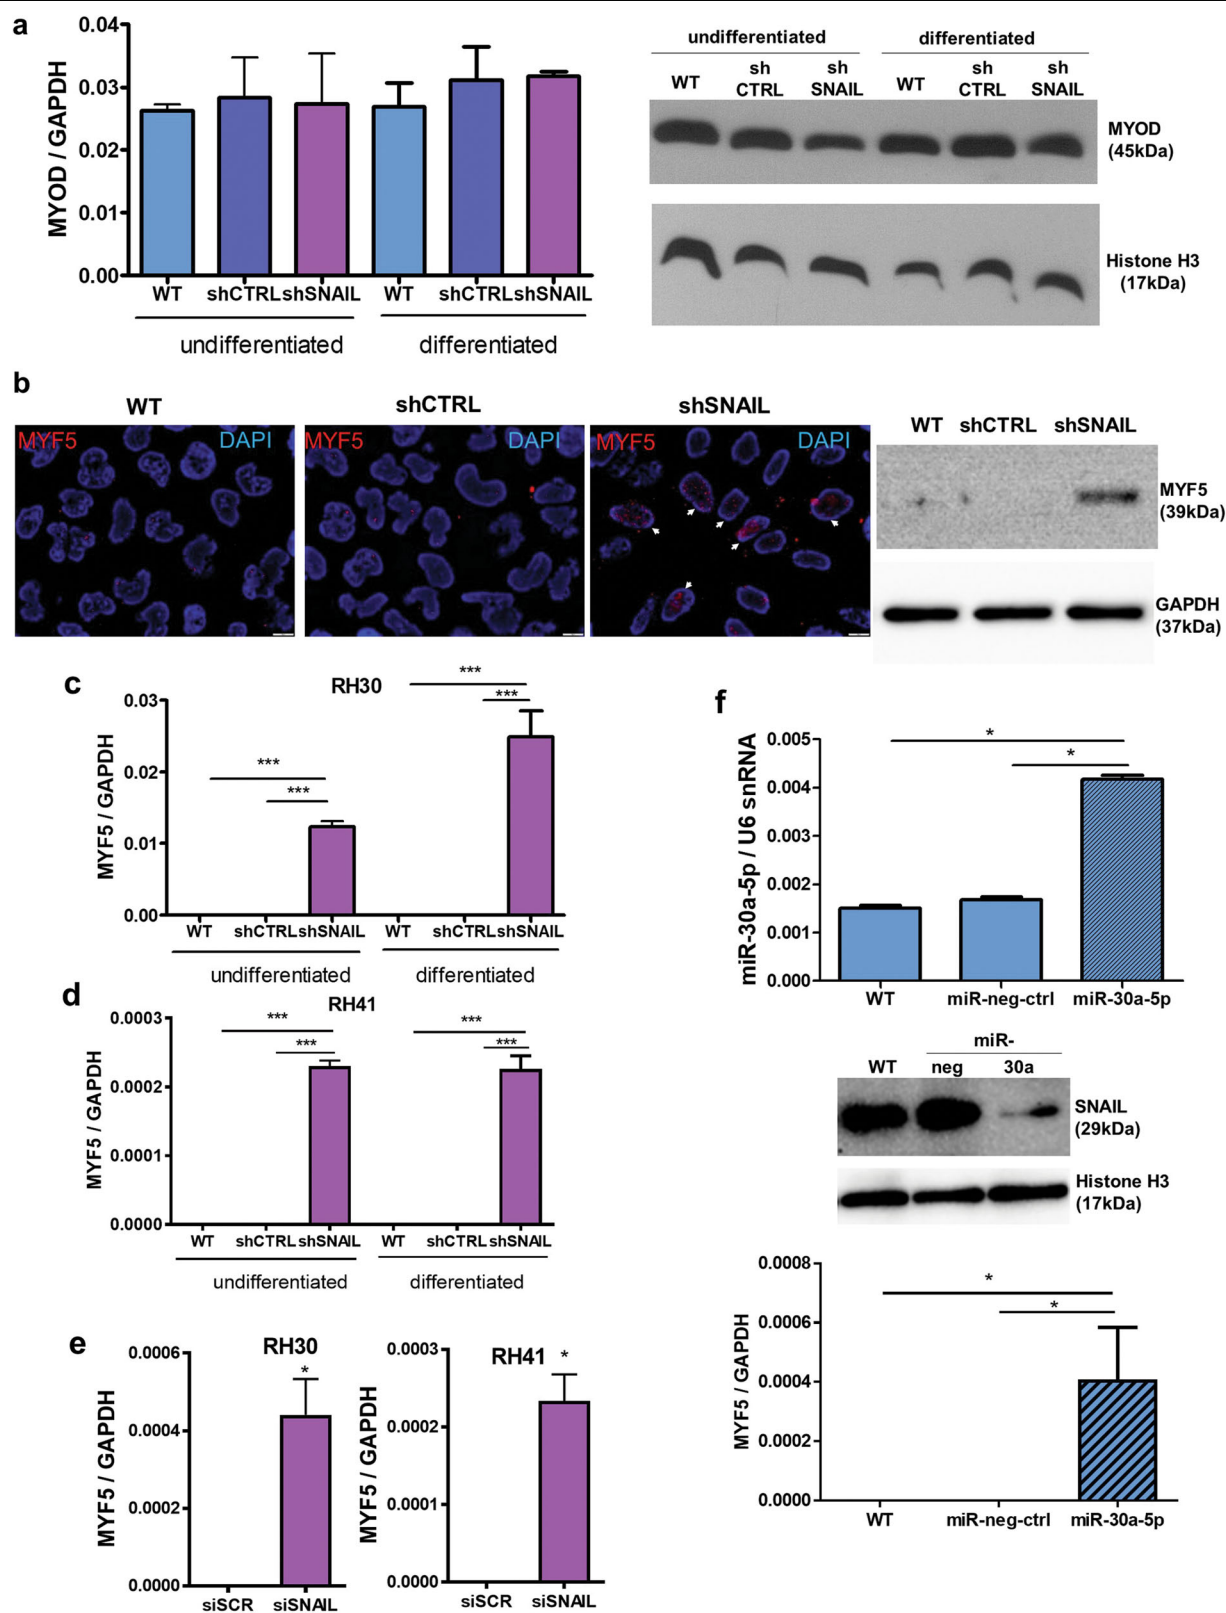 a
MYOD / GAPDH
0.04
0.03
0.02
0.01
0.00
WT shCTRL shSNAIL WT shCTRL shSNAIL
undifferentiated differentiated
undifferentiated differentiated
WT sh CTRL sh SNAIL WT sh CTRL sh SNAIL
MYOD
(45kDa)
Histone H3
(17kDa)
b
WT shCTRL shSNAIL
MYF5 DAPI MYF5 DAPI MYF5 DAPI
WT shCTRL shSNAIL
MYF5
(39kDa)
GAPDH
(37kDa)
c
RH30
MYF5 / GAPDH
0.03
0.02
0.01
0.00
***
***
***
***
WT shCTRL shSNAIL WT shCTRL shSNAIL
undifferentiated differentiated
d
RH41
MYF5 / GAPDH
0.0003
0.0002
0.0001
0.0000
***
***
***
***
WT shCTRL shSNAIL WT shCTRL shSNAIL
undifferentiated differentiated
e
RH30
MYF5 / GAPDH
0.0006
0.0004
0.0002
0.0000
*
siSCR siSNAIL
RH41 *
MYF5 / GAPDH
0.0003
0.0002
0.0001
0.0000
siSCR siSNAIL
f
miR-30a-5p / U6 snRNA
0.005
0.004
0.003
0.002
0.001
0.000
*
*
WT miR-neg-ctrl miR-30a-5p
miR-
WT neg 30a
SNAIL
(29kDa)
Histone H3
(17kDa)
MYF5 / GAPDH
0.0008
0.0006
0.0004
0.0002
0.0000
*
*
WT miR-neg-ctrl miR-30a-5p